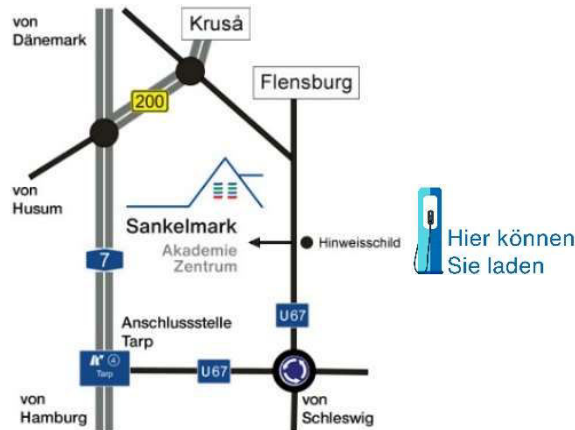 von
Dänemark
Kruså
Flensburg
200
von
Husum
Sankelmark
Akademie
Zentrum
Hinweisschild
Hier können
Sie laden
7
U67
Anschlussstelle
Tarp
4
Tarp
U67
von
Hamburg
von
Schleswig